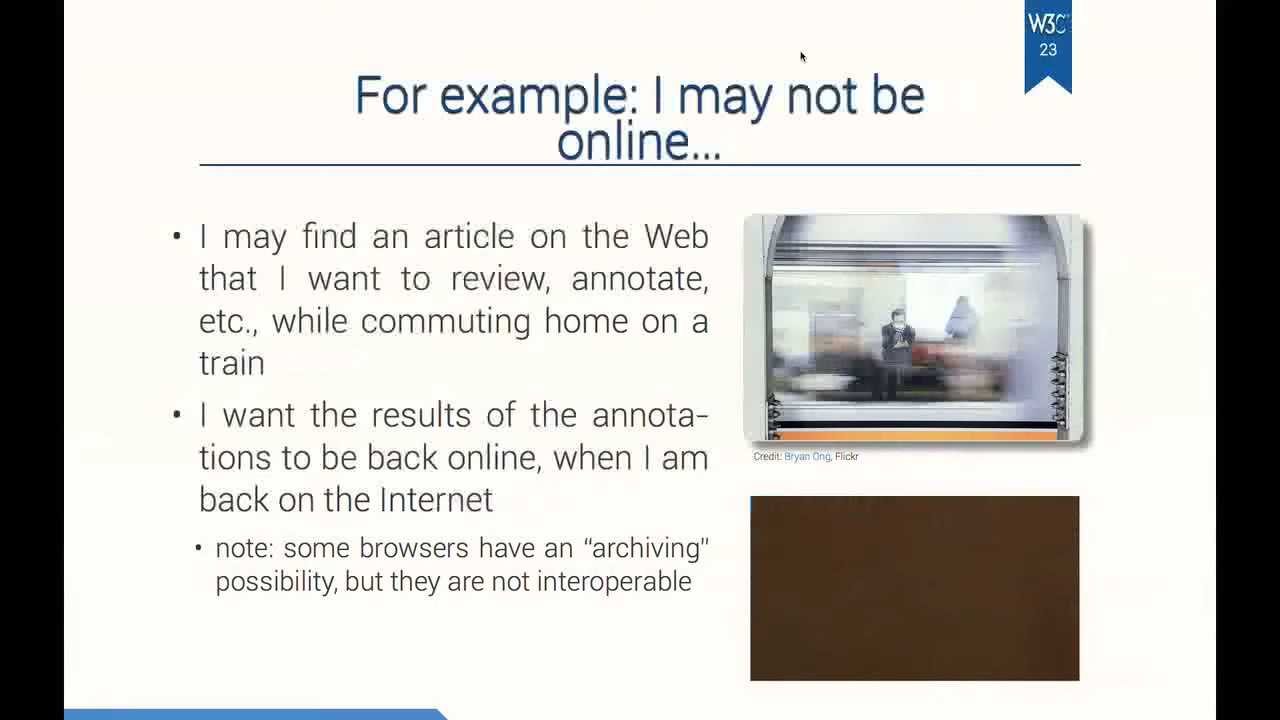 W3C
23
For example: I may not be
online...
• I may find an article on the Web
that I want to review, annotate,
etc., while commuting home on a
train
• I want the results of the annota-
tions to be back online, when I am
back on the Internet
• note: some browsers have an “archiving”
possibility, but they are not interoperable
Credit: Bryan Ong, Flickr